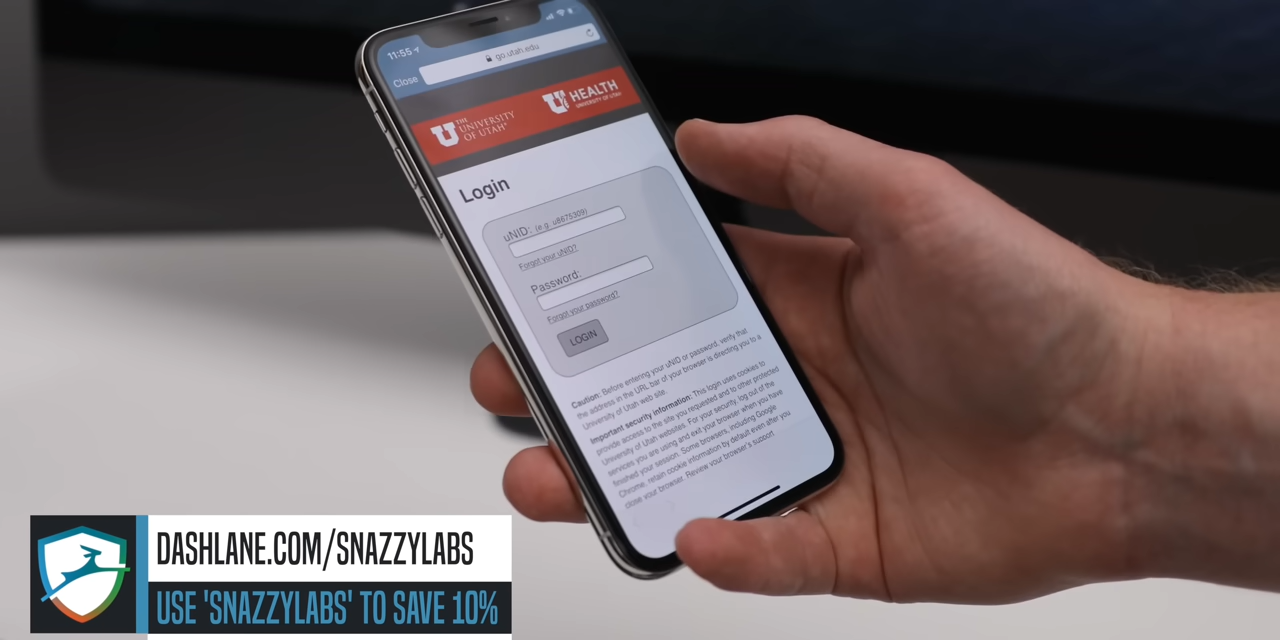 11:55
Close
go.utah.edu
THE
UNIVERSITY
OF UTAH
HEALTH
UNIVERSITY OF UTAH
Login
uNID: (e.g. u8675309)
Forgot your uNID?
Password:
Forgot your password?
LOGIN
Caution: Before entering your uNID or password, verify that
the address in the URL bar of your browser is directing you to a
University of Utah web site.
Important security information: This login uses cookies to
provide access to the site you requested and to other protected
University of Utah websites. For your security, log out of the
services you are using and exit your browser when you have
finished your session. Some browsers, including Google
Chrome, retain cookie information by default even after you
close your browser. Review your browser's support
DASHLANE.COM/SNAZZYLABS
USE 'SNAZZYLABS' TO SAVE 10%